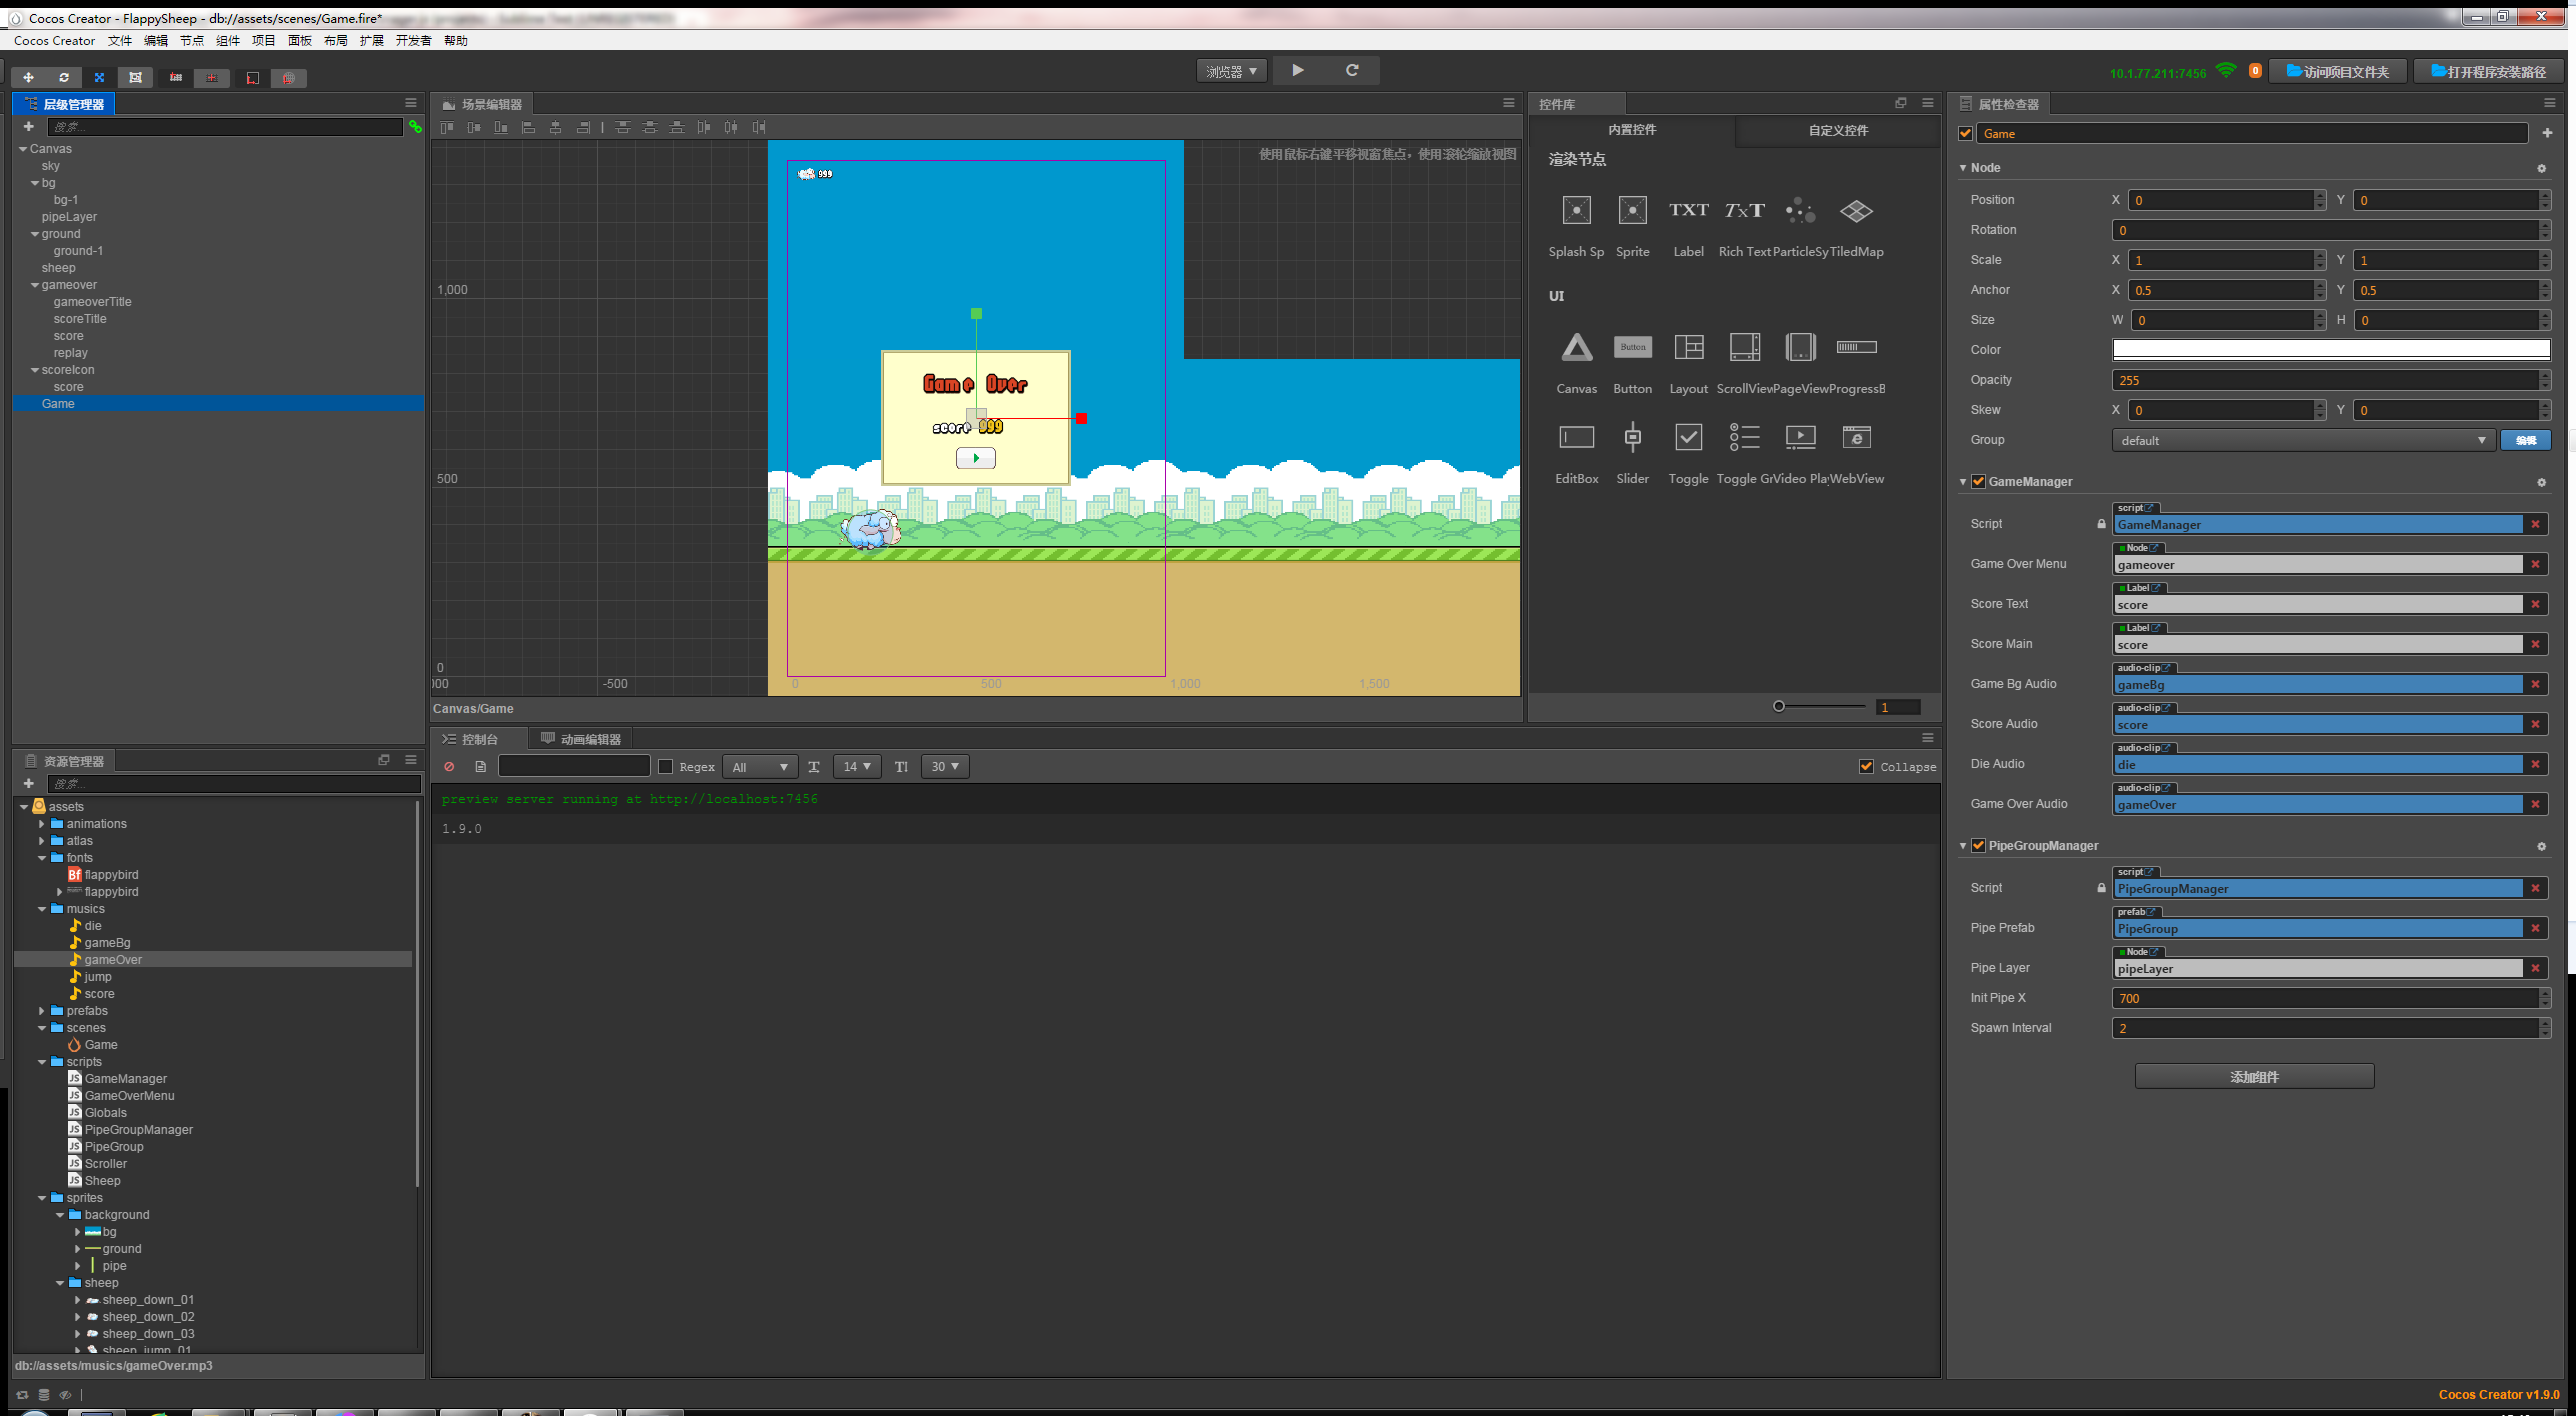 Cocos Creator - FlappySheep - db://assets/scenes/Game.fire*
Cocos Creator 文件 编辑 节点 组件 项目 面板 布局 扩展 开发者 帮助
浏览器
10.1.77.211:7456 0 访问项目文件夹 打开程序安装路径
层级管理器
搜索...
Canvas
sky
bg
bg-1
pipeLayer
ground
ground-1
sheep
gameover
gameoverTitle
scoreTitle
score
replay
scoreIcon
score
Game
场景编辑器
使用鼠标右键平移视窗焦点，使用滚轮缩放视图
999
1,000
500
0
Game Over
score 999
-500 0 500 1,000 1,500
Canvas/Game
控件库
内置控件 自定义控件
渲染节点
TXT TxT
Splash Sp Sprite Label Rich Text ParticleSy TiledMap
UI
Button
Canvas Button Layout ScrollView PageView ProgressB
EditBox Slider Toggle Toggle Gr Video Play WebView
1
属性检查器
Game
Node
Position X 0 Y 0
Rotation 0
Scale X 1 Y 1
Anchor X 0.5 Y 0.5
Size W 0 H 0
Color
Opacity 255
Skew X 0 Y 0
Group default 编辑
GameManager
script
Script GameManager
Node
Game Over Menu gameover
Label
Score Text score
Label
Score Main score
audio-clip
Game Bg Audio gameBg
audio-clip
Score Audio score
audio-clip
Die Audio die
audio-clip
Game Over Audio gameOver
PipeGroupManager
script
Script PipeGroupManager
prefab
Pipe Prefab PipeGroup
Node
Pipe Layer pipeLayer
Init Pipe X 700
Spawn Interval 2
添加组件
资源管理器
搜索...
assets
animations
atlas
fonts
Bf flappybird
flappybird
musics
die
gameBg
gameOver
jump
score
prefabs
scenes
Game
scripts
JS GameManager
JS GameOverMenu
JS Globals
JS PipeGroupManager
JS PipeGroup
JS Scroller
JS Sheep
sprites
background
bg
ground
pipe
sheep
sheep_down_01
sheep_down_02
sheep_down_03
sheep_jump_01
db://assets/musics/gameOver.mp3
控制台 动画编辑器
Regex All 14 30 Collapse
preview server running at http://localhost:7456
1.9.0
Cocos Creator v1.9.0